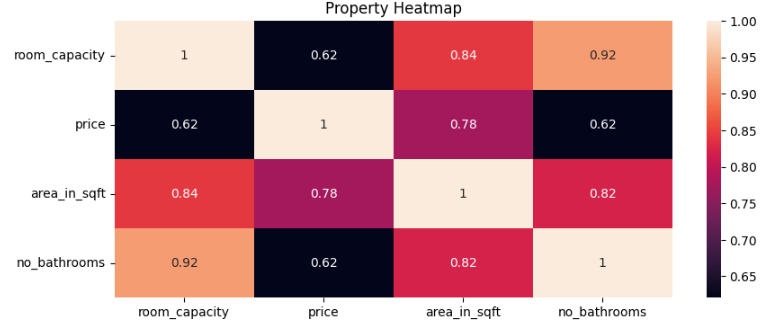 Property Heatmap
room_capacity 1 0.62 0.84 0.92 1.00
0.95
price 0.62 1 0.78 0.62 0.90
0.85
area_in_sqft 0.84 0.78 1 0.82 0.80
0.75
no_bathrooms 0.92 0.62 0.82 1 0.70
0.65
room_capacity price area_in_sqft no_bathrooms